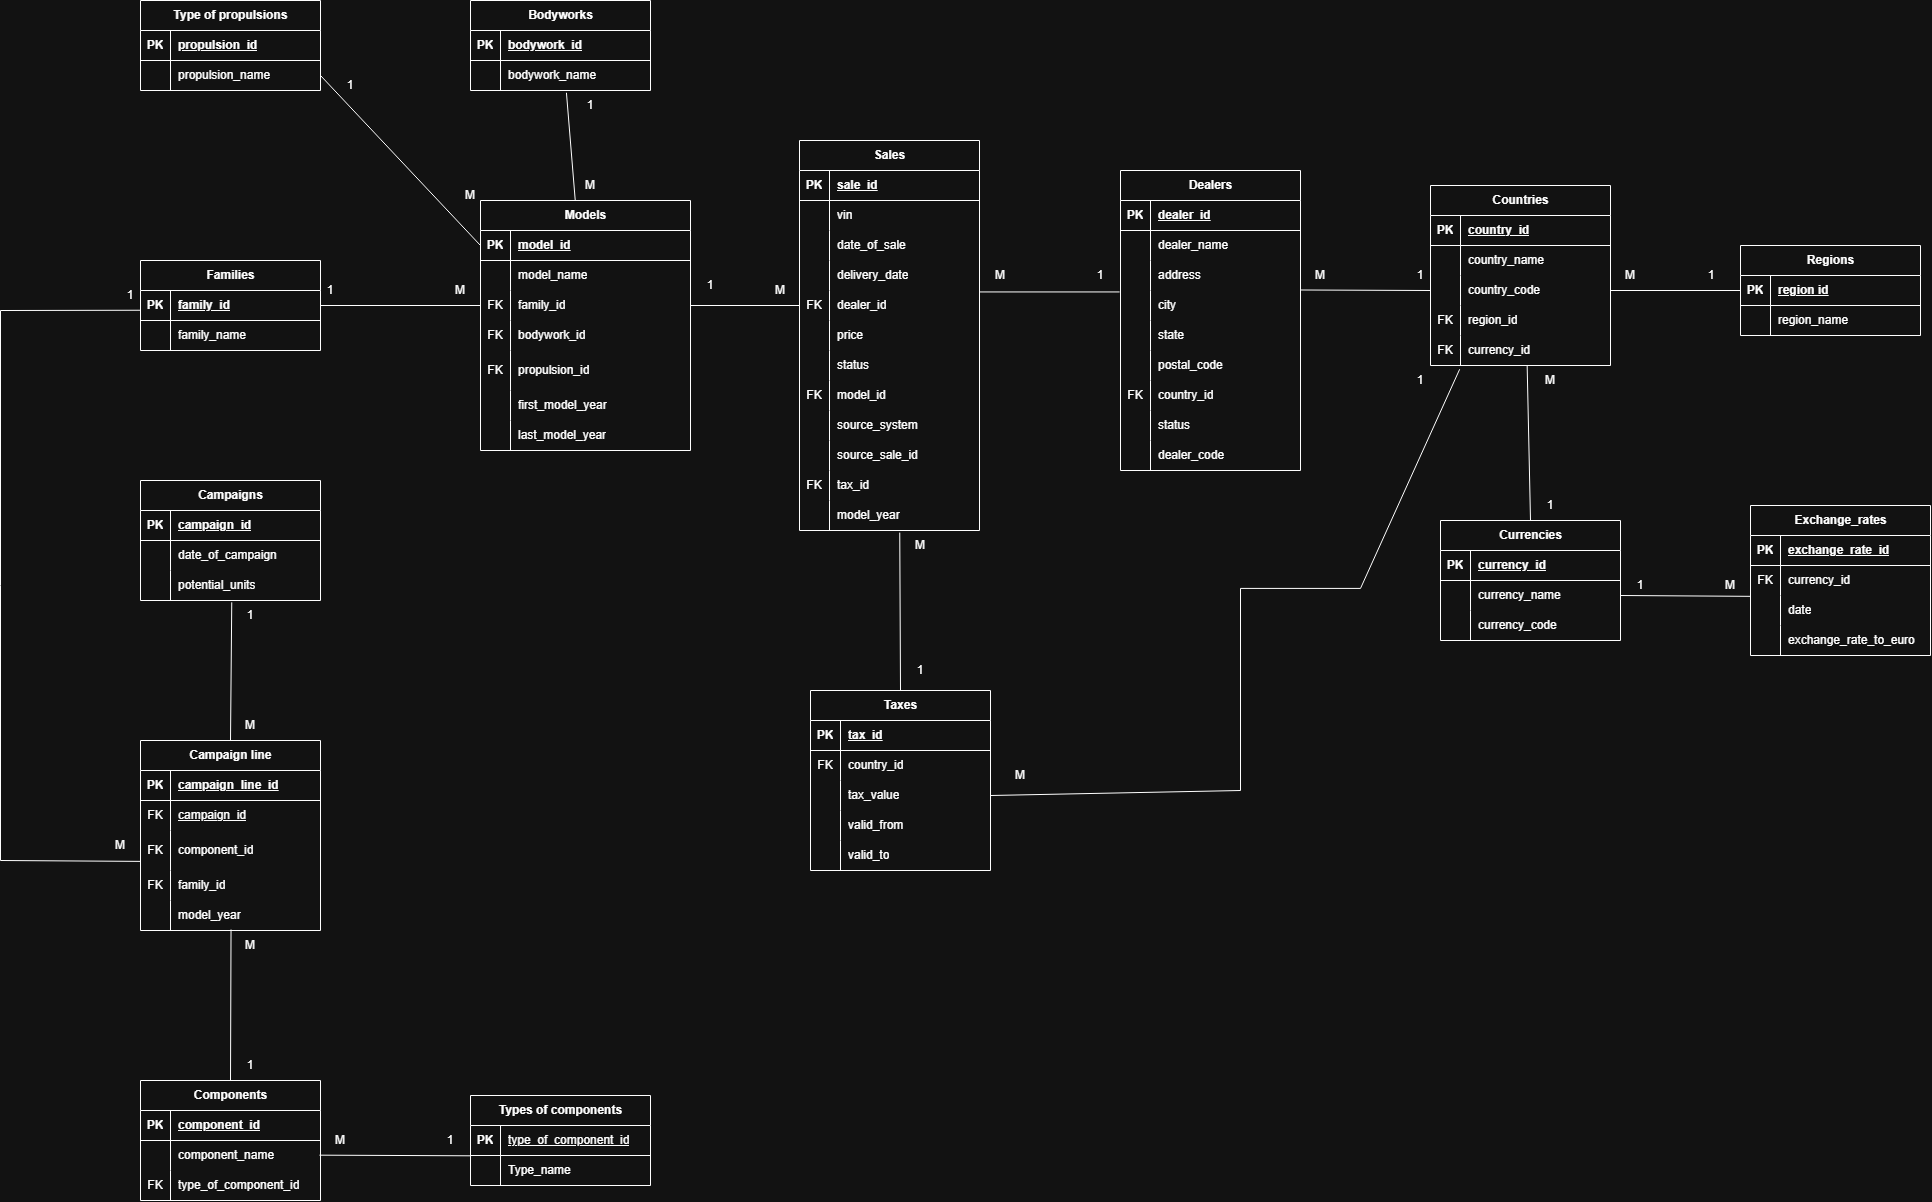 Type of propulsions
PK propulsion_id
propulsion_name
Bodyworks
PK bodywork_id
bodywork_name
1
1
M
M
Models
PK model_id
model_name
FK family_id
FK bodywork_id
FK propulsion_id
first_model_year
last_model_year
Families
PK family_id
family_name
1
1
M
1
M
Sales
PK sale_id
vin
date_of_sale
delivery_date
FK dealer_id
price
status
FK model_id
source_system
source_sale_id
FK tax_id
model_year
M
1
Dealers
PK dealer_id
dealer_name
address
city
state
postal_code
FK country_id
status
dealer_code
M
1
Countries
PK country_id
country_name
country_code
FK region_id
FK currency_id
M
1
Regions
PK region id
region_name
1
M
1
Currencies
PK currency_id
currency_name
currency_code
1
M
Exchange_rates
PK exchange_rate_id
FK currency_id
date
exchange_rate_to_euro
M
1
Taxes
PK tax_id
FK country_id
tax_value
valid_from
valid_to
M
Campaigns
PK campaign_id
date_of_campaign
potential_units
1
M
Campaign line
PK campaign_line_id
FK campaign_id
FK component_id
FK family_id
model_year
M
M
1
Components
PK component_id
component_name
FK type_of_component_id
M
1
Types of components
PK type_of_component_id
Type_name